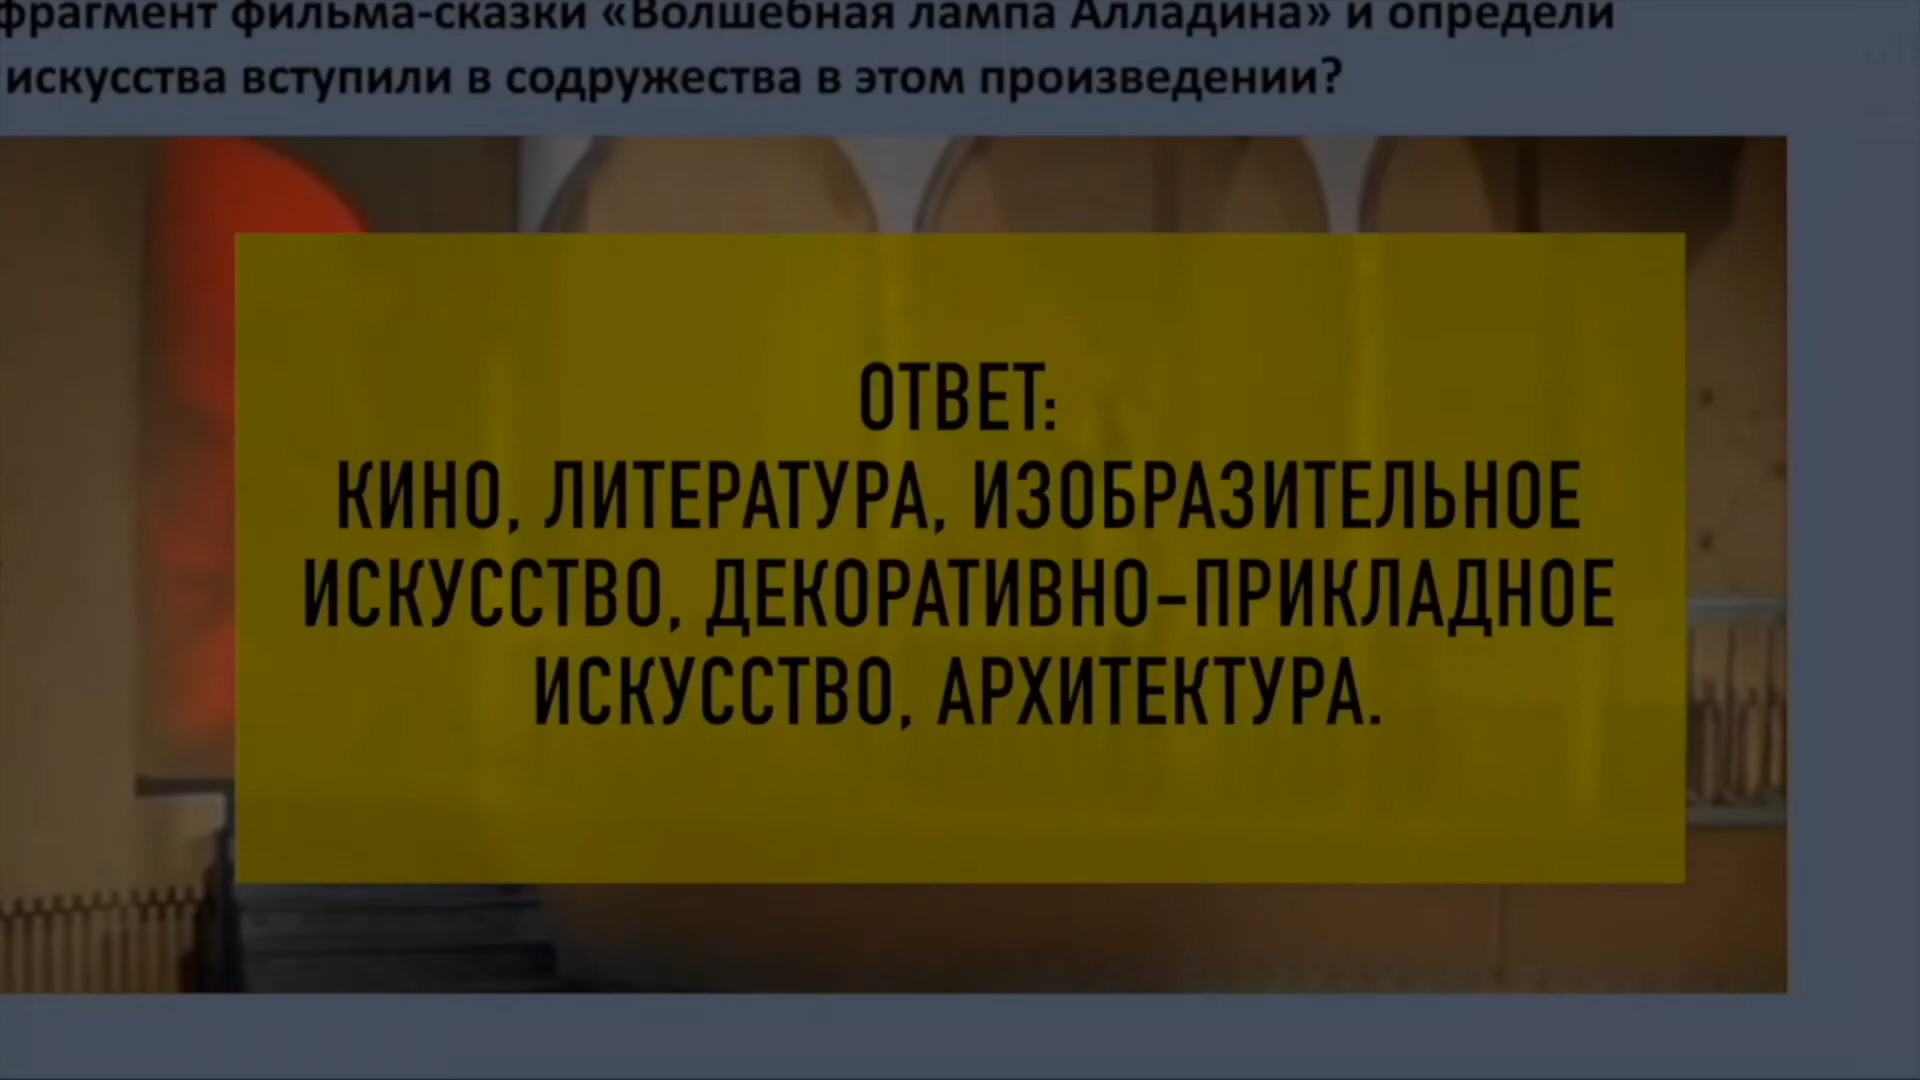 фрагмент фильма-сказки «Волшебная лампа Алладина» и определи
искусства вступили в содружества в этом произведении?
ОТВЕТ:
КИНО, ЛИТЕРАТУРА, ИЗОБРАЗИТЕЛЬНОЕ
ИСКУССТВО, ДЕКОРАТИВНО-ПРИКЛАДНОЕ
ИСКУССТВО, АРХИТЕКТУРА.